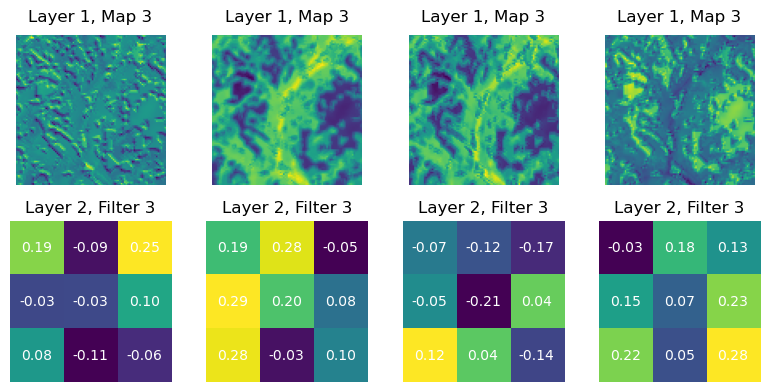 Layer 1, Map 3 Layer 1, Map 3 Layer 1, Map 3 Layer 1, Map 3
Layer 2, Filter 3 Layer 2, Filter 3 Layer 2, Filter 3 Layer 2, Filter 3
0.19 -0.09 0.25 0.19 0.28 -0.05 -0.07 -0.12 -0.17 -0.03 0.18 0.13
-0.03 -0.03 0.10 0.29 0.20 0.08 -0.05 -0.21 0.04 0.15 0.07 0.23
0.08 -0.11 -0.06 0.28 -0.03 0.10 0.12 0.04 -0.14 0.22 0.05 0.28